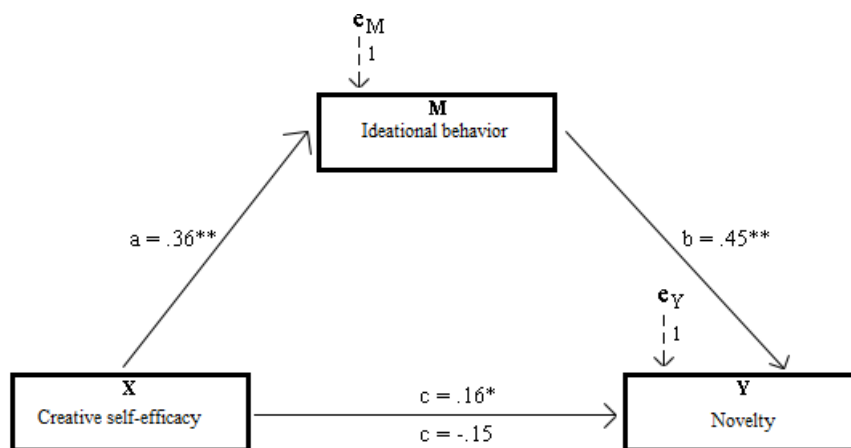 eM
1
M
Ideational behavior
a = .36**
b = .45**
eY
1
X
Creative self-efficacy
c = .16*
c = -.15
Y
Novelty